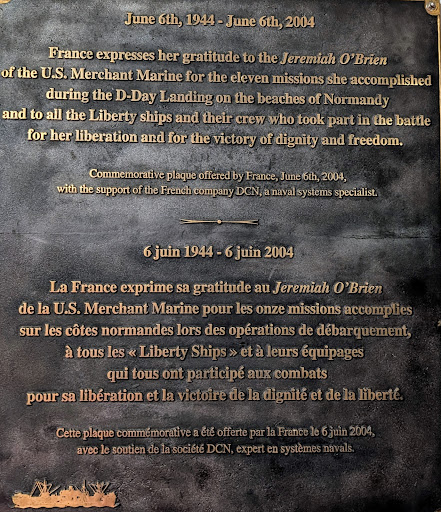 June 6th, 1944 - June 6th, 2004
France expresses her gratitude to the Jeremiah O'Brien
of the U.S. Merchant Marine for the eleven missions she accomplished
during the D-Day Landing on the beaches of Normandy
and to all the Liberty ships and their crew who took part in the battle
for her liberation and for the victory of dignity and freedom.
Commemorative plaque offered by France, June 6th, 2004,
with the support of the French company DCN, a naval systems specialist.
6 juin 1944 - 6 juin 2004
La France exprime sa gratitude au Jeremiah O'Brien
de la U.S. Merchant Marine pour les onze missions accomplies
sur les côtes normandes lors des opérations de débarquement,
à tous les « Liberty Ships » et à leurs équipages
qui tous ont participé aux combats
pour sa libération et la victoire de la dignité et de la liberté.
Cette plaque commémorative a été offerte par la France le 6 juin 2004,
avec le soutien de la société DCN, expert en systèmes navals.